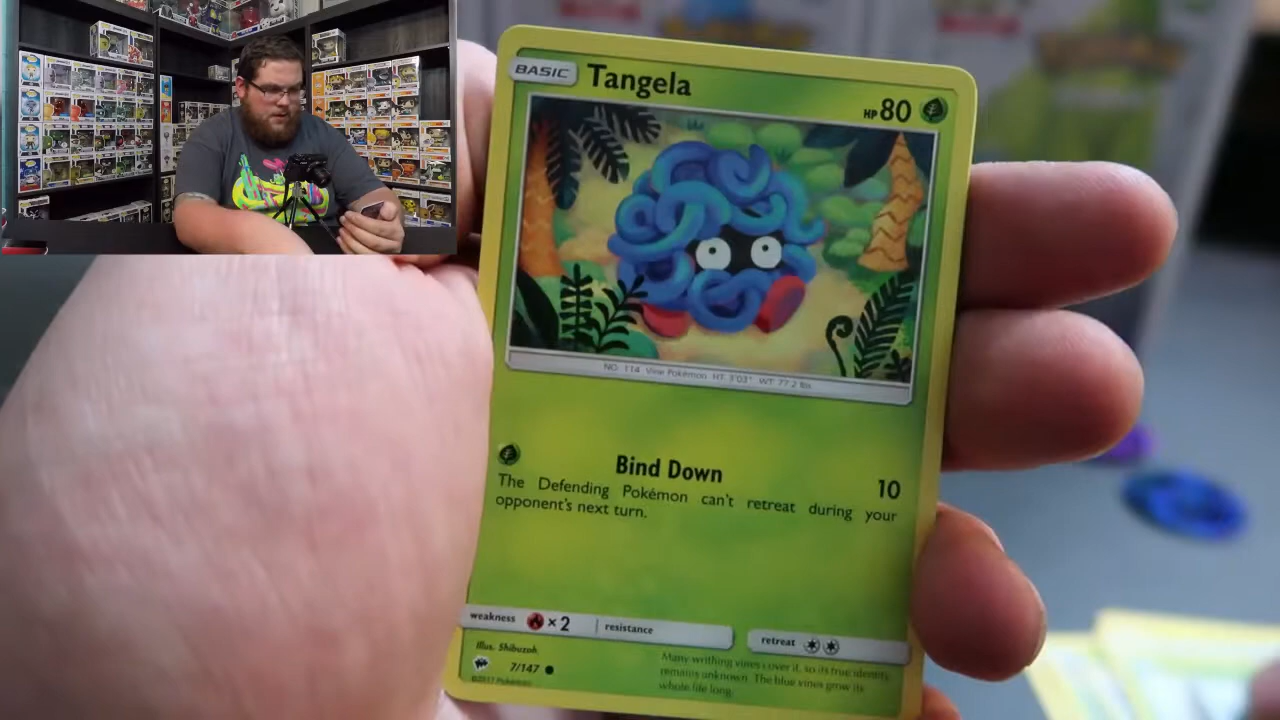 BASIC Tangela HP 80
NO. 114 Vine Pokémon HT: 3'03" WT: 77.2 lbs
Bind Down 10
The Defending Pokémon can't retreat during your
opponent's next turn.
weakness ×2 resistance retreat
Illus. Shibuzoh.
7/147
©2017 Pokémon
Many writhing vines cover it, so its true identity
remains unknown. The blue vines grow its
whole life long.